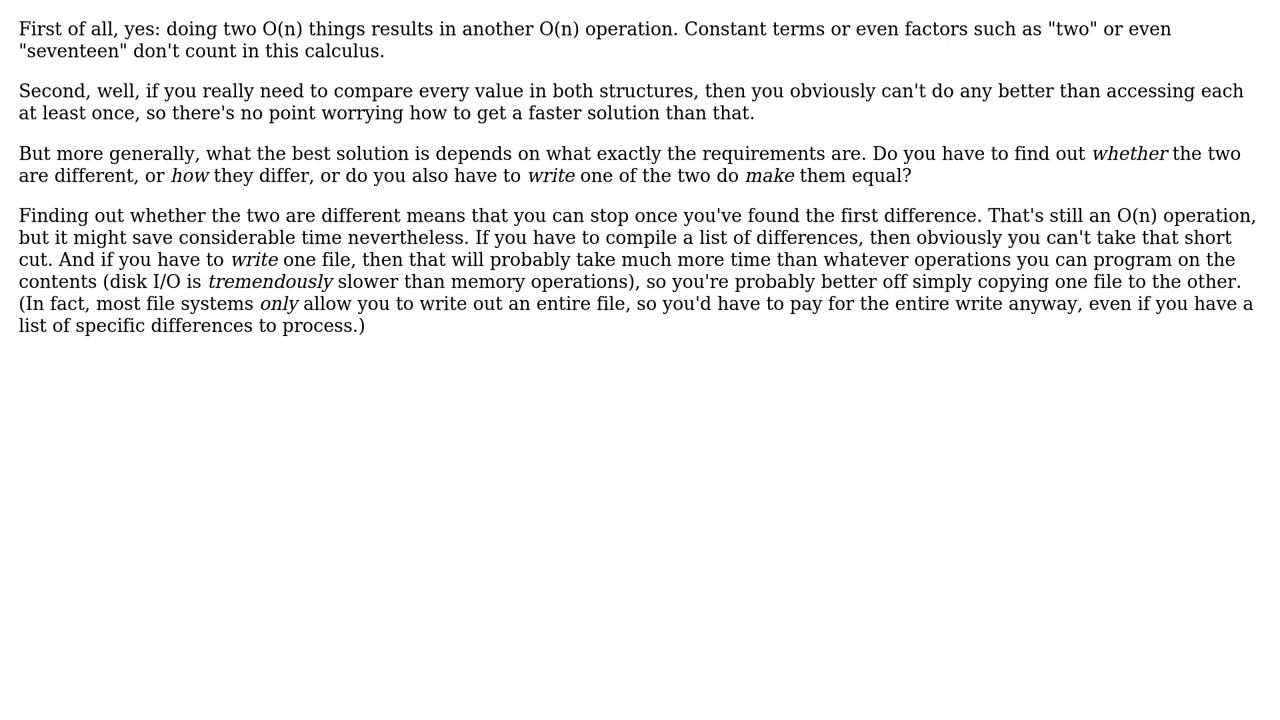 First of all, yes: doing two O(n) things results in another O(n) operation. Constant terms or even factors such as "two" or even
"seventeen" don't count in this calculus.
Second, well, if you really need to compare every value in both structures, then you obviously can't do any better than accessing each
at least once, so there's no point worrying how to get a faster solution than that.
But more generally, what the best solution is depends on what exactly the requirements are. Do you have to find out whether the two
are different, or how they differ, or do you also have to write one of the two do make them equal?
Finding out whether the two are different means that you can stop once you've found the first difference. That's still an O(n) operation,
but it might save considerable time nevertheless. If you have to compile a list of differences, then obviously you can't take that short
cut. And if you have to write one file, then that will probably take much more time than whatever operations you can program on the
contents (disk I/O is tremendously slower than memory operations), so you're probably better off simply copying one file to the other.
(In fact, most file systems only allow you to write out an entire file, so you'd have to pay for the entire write anyway, even if you have a
list of specific differences to process.)